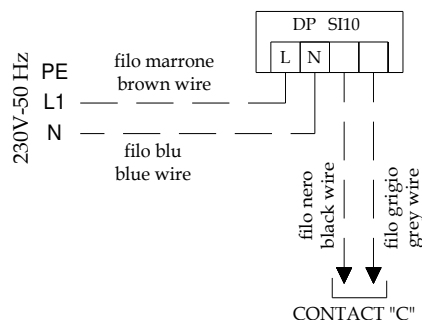 DP SI10
L N
230V-50 Hz
PE
L1
N
filo marrone
brown wire
filo blu
blue wire
filo nero
black wire
filo grigio
grey wire
CONTACT "C"